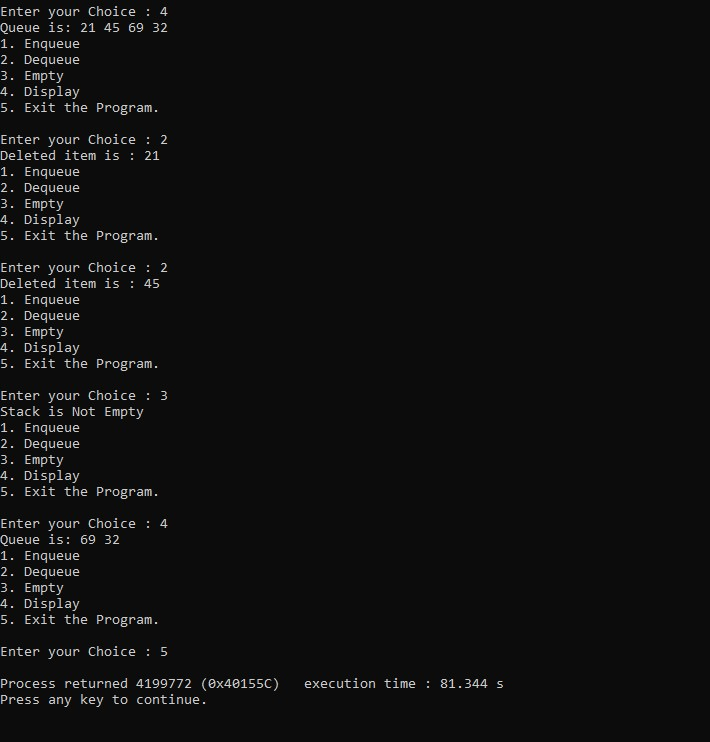 Enter your Choice : 4
Queue is: 21 45 69 32
1. Enqueue
2. Dequeue
3. Empty
4. Display
5. Exit the Program.

Enter your Choice : 2
Deleted item is : 21
1. Enqueue
2. Dequeue
3. Empty
4. Display
5. Exit the Program.

Enter your Choice : 2
Deleted item is : 45
1. Enqueue
2. Dequeue
3. Empty
4. Display
5. Exit the Program.

Enter your Choice : 3
Stack is Not Empty
1. Enqueue
2. Dequeue
3. Empty
4. Display
5. Exit the Program.

Enter your Choice : 4
Queue is: 69 32
1. Enqueue
2. Dequeue
3. Empty
4. Display
5. Exit the Program.

Enter your Choice : 5

Process returned 4199772 (0x40155C)   execution time : 81.344 s
Press any key to continue.